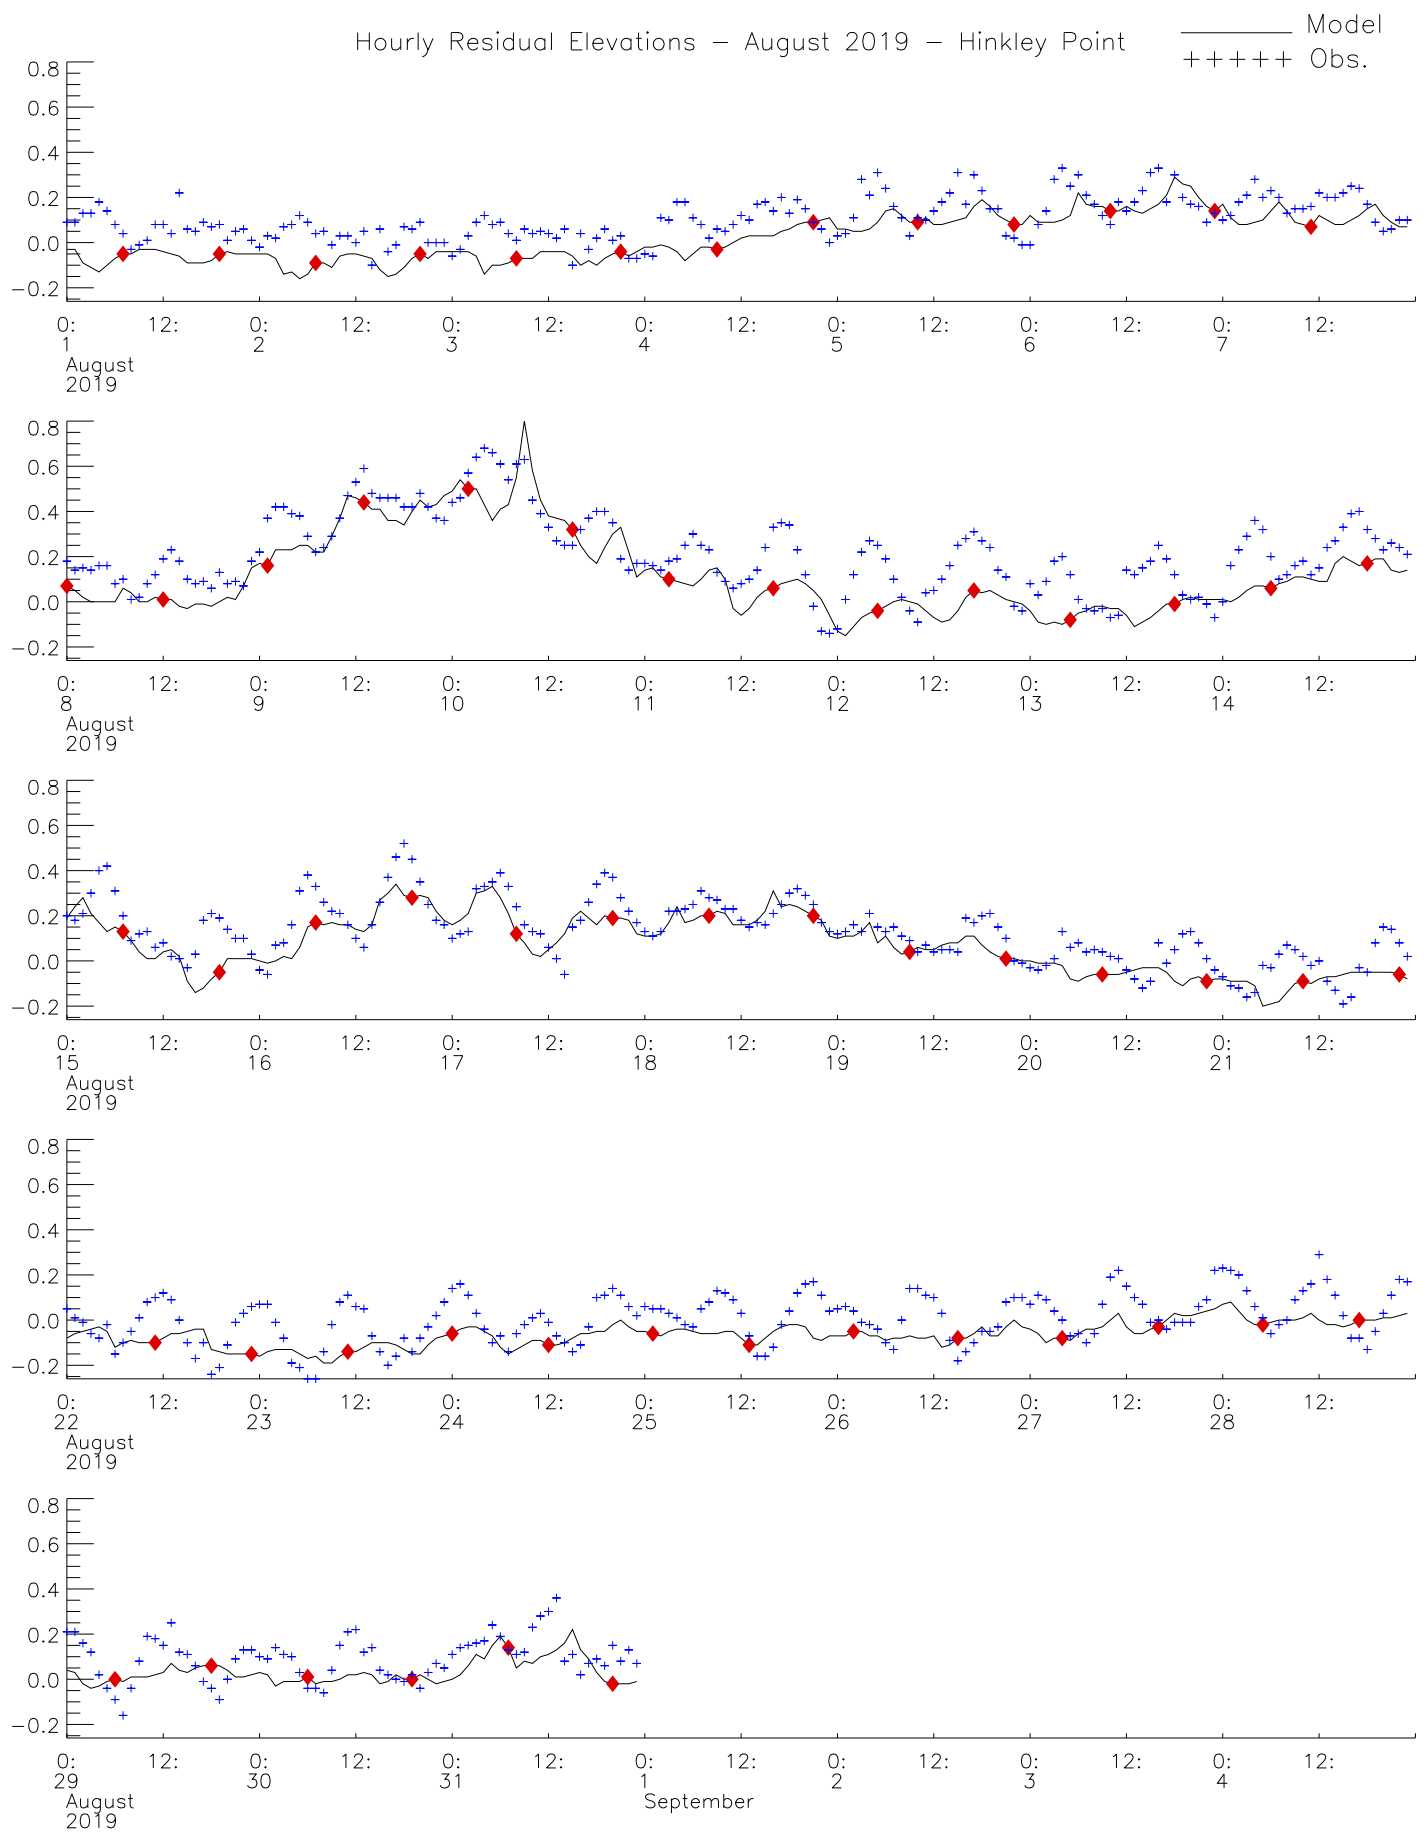 Hourly Residual Elevations – August 2019 – Hinkley Point
Model
+++++ Obs.
0.8
0.6
0.4
0.2
0.0
−0.2
0: 12: 0: 12: 0: 12: 0: 12: 0: 12: 0: 12: 0: 12:
1 2 3 4 5 6 7
August
2019
0.8
0.6
0.4
0.2
0.0
−0.2
0: 12: 0: 12: 0: 12: 0: 12: 0: 12: 0: 12: 0: 12:
8 9 10 11 12 13 14
August
2019
0.8
0.6
0.4
0.2
0.0
−0.2
0: 12: 0: 12: 0: 12: 0: 12: 0: 12: 0: 12: 0: 12:
15 16 17 18 19 20 21
August
2019
0.8
0.6
0.4
0.2
0.0
−0.2
0: 12: 0: 12: 0: 12: 0: 12: 0: 12: 0: 12: 0: 12:
22 23 24 25 26 27 28
August
2019
0.8
0.6
0.4
0.2
0.0
−0.2
0: 12: 0: 12: 0: 12: 0: 12: 0: 12: 0: 12: 0: 12:
29 30 31 1 2 3 4
August September
2019